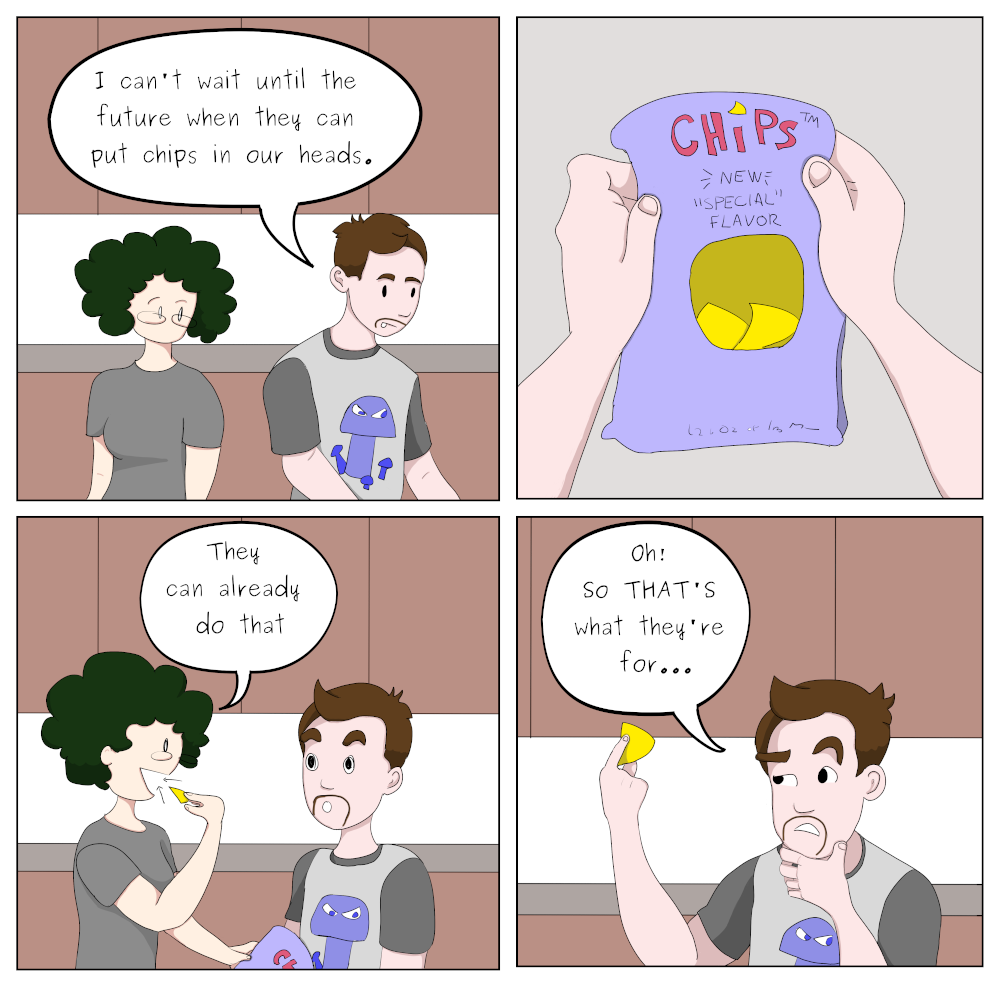 I can't wait until the
future when they can
put chips in our heads.
CHiPS™
NEW
"SPECIAL"
FLAVOR
They
can already
do that
Ch
Oh!
SO THAT'S
what they're
for...